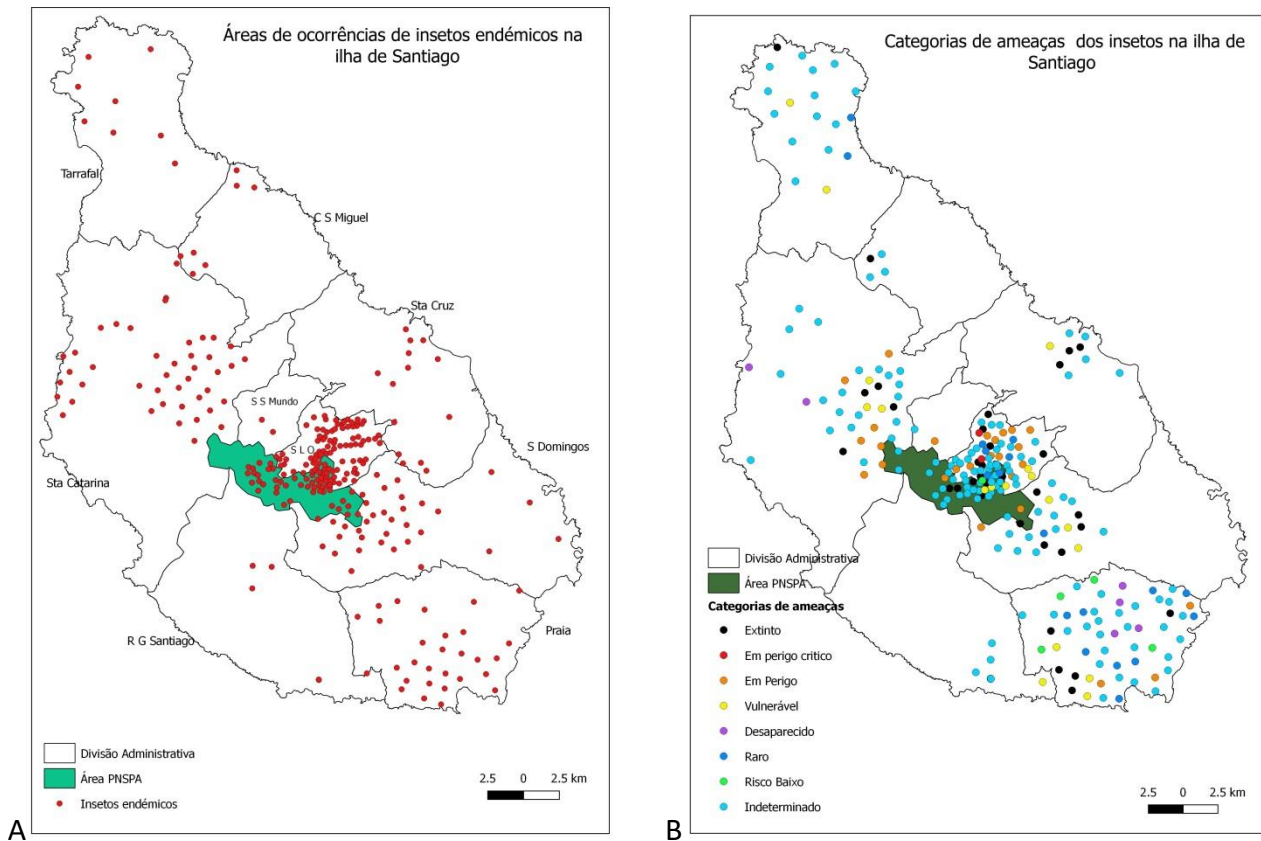 Áreas de ocorrências de insetos endémicos na
ilha de Santiago
Tarrafal
C S Miguel
Sta Cruz
S S Mundo
S L O
S Domingos
Sta Catarina
R G Santiago
Praia
Divisão Administrativa
Área PNSPA
Insetos endémicos
2.5 0 2.5 km
A
Categorias de ameaças dos insetos na ilha de
Santiago
Divisão Administrativa
Área PNSPA
Categorias de ameaças
Extinto
Em perigo critico
Em Perigo
Vulnerável
Desaparecido
Raro
Risco Baixo
Indeterminado
2.5 0 2.5 km
B